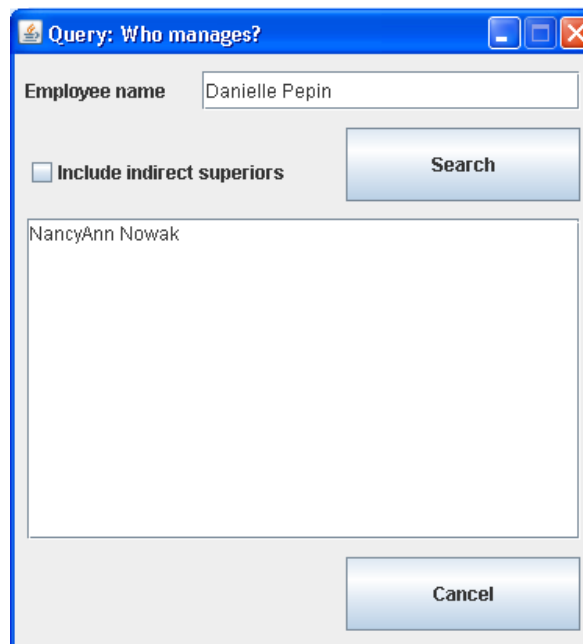 Query: Who manages?
Employee name Danielle Pepin
Include indirect superiors Search
NancyAnn Nowak
Cancel